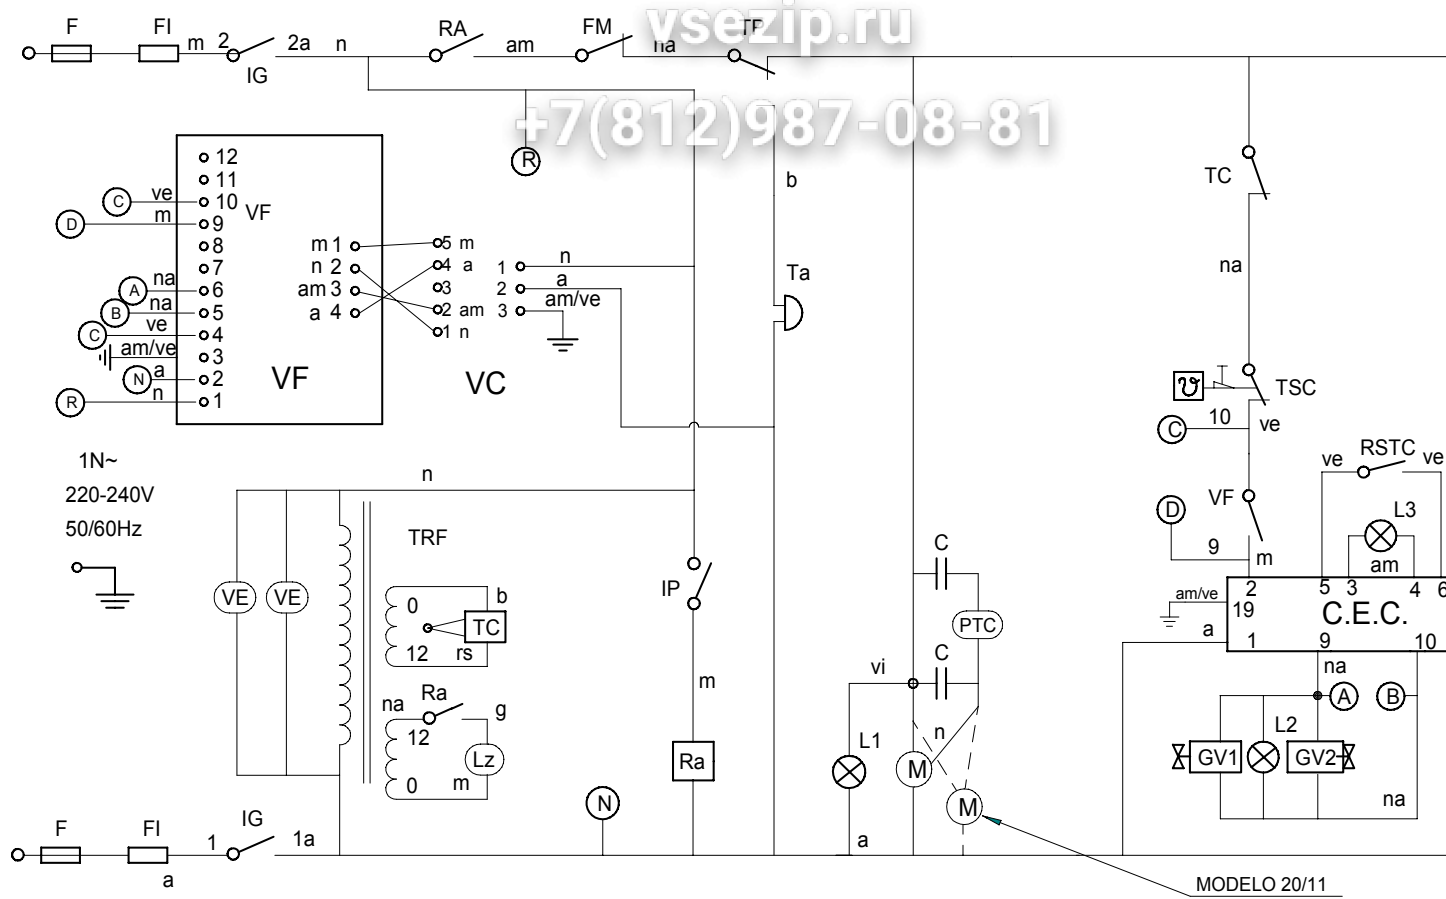 vsezip.ru
+7(812)987-08-81
F
FI
m
2
IG
2a
n
RA
am
FM
na
TP
R
b
12
11
C ve 10
VF
D m 9
8
7
A na 6
B na 5
C ve 4
am/ve 3
N a 2
R n 1
VF
m 1
n 2
am 3
a 4
5 m
4 a
3
2 am
1 n
VC
1 n
2 a
3 am/ve
Ta
TC
na
TSC
C 10 ve
D
VF
9 m
ve RSTC ve
L3
am
1N~
220-240V
50/60Hz
n
TRF
VE
VE
0
b
TC
12 rs
na Ra g
12
Lz
0 m
IP
m
Ra
N
C
PTC
C
vi
L1
n
M
M
a
am/ve
2 5 3 4 6
19 C.E.C.
a
1 9 10
na
A
B
GV1
L2
GV2
na
F
FI
a
1
IG
1a
MODELO 20/11